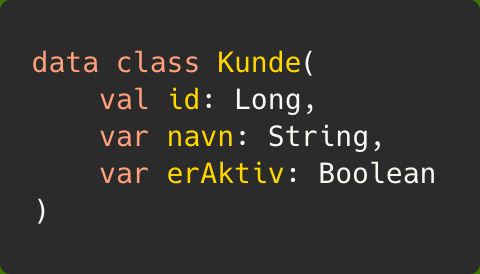 data class Kunde(
    val id: Long,
    var navn: String,
    var erAktiv: Boolean
)